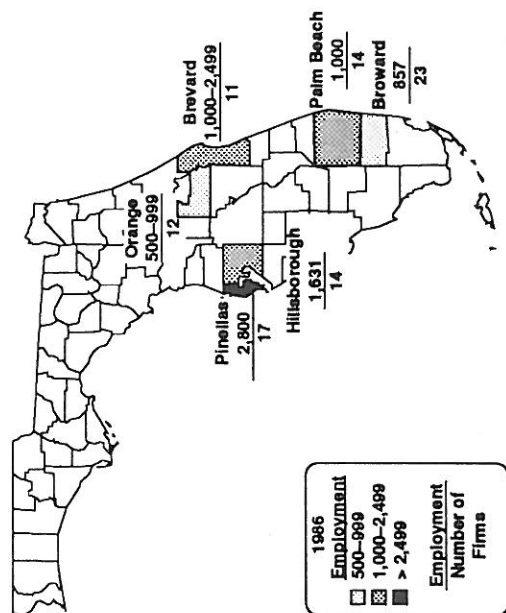 Brevard
1,000–2,499
11
Orange
500–999
12
Palm Beach
1,000
14
Broward
857
23
Pinellas
2,800
17
Hillsborough
1,631
14
1986
Employment
500–999
1,000–2,499
> 2,499
Employment
Number of
Firms